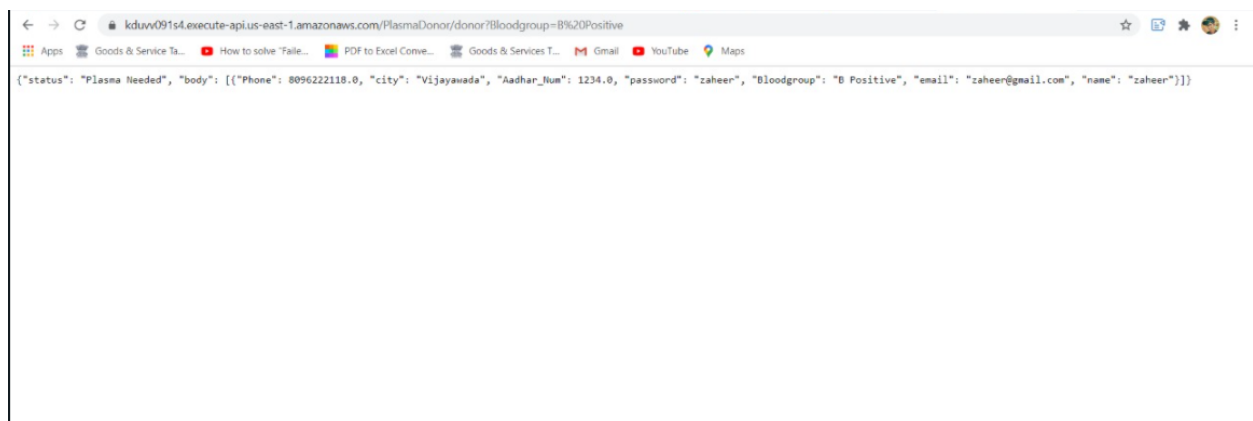 kduvv091s4.execute-api.us-east-1.amazonaws.com/PlasmaDonor/donor?Bloodgroup=B%20Positive
Apps Goods & Service Ta... How to solve 'Faile... PDF to Excel Conve... Goods & Services T... Gmail YouTube Maps
{"status": "Plasma Needed", "body": [{"Phone": 8096222118.0, "city": "Vijayawada", "Aadhar_Num": 1234.0, "password": "zaheer", "Bloodgroup": "B Positive", "email": "zaheer@gmail.com", "name": "zaheer"}]}